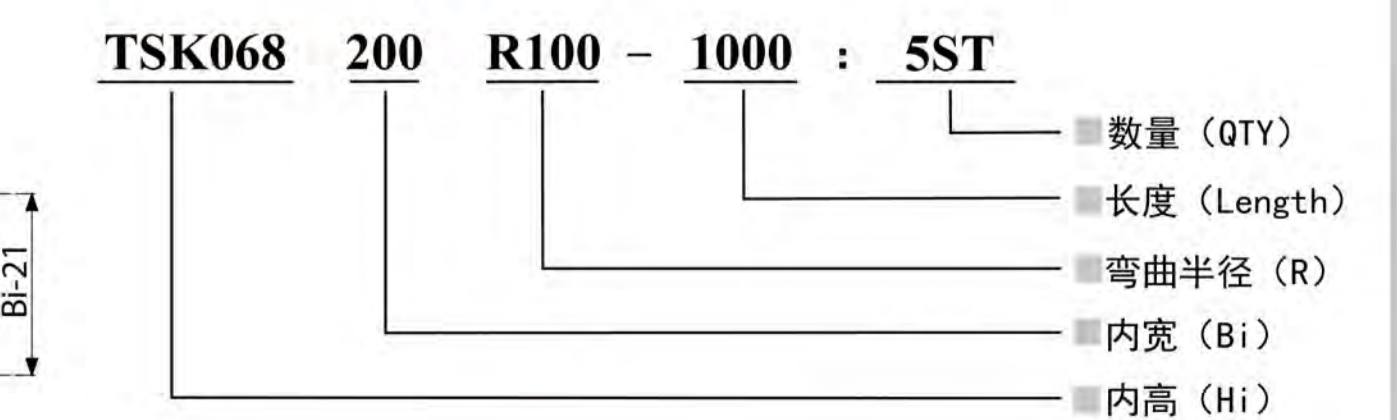 TSK068 200 R100 – 1000 : 5ST
数量（QTY）
长度（Length）
弯曲半径（R）
内宽（Bi）
内高（Hi）
Bi-21